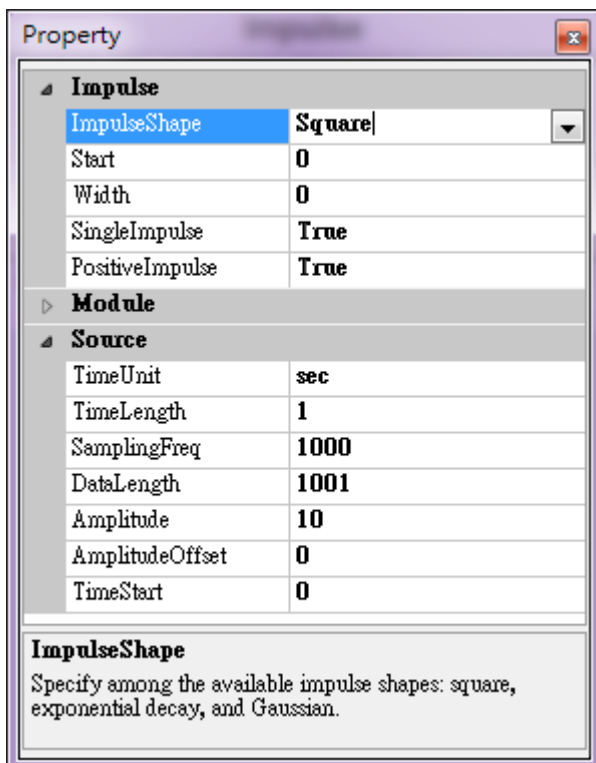 Property
Impulse
ImpulseShape Square
Start 0
Width 0
SingleImpulse True
PositiveImpulse True
Module
Source
TimeUnit sec
TimeLength 1
SamplingFreq 1000
DataLength 1001
Amplitude 10
AmplitudeOffset 0
TimeStart 0
ImpulseShape
Specify among the available impulse shapes: square,
exponential decay, and Gaussian.